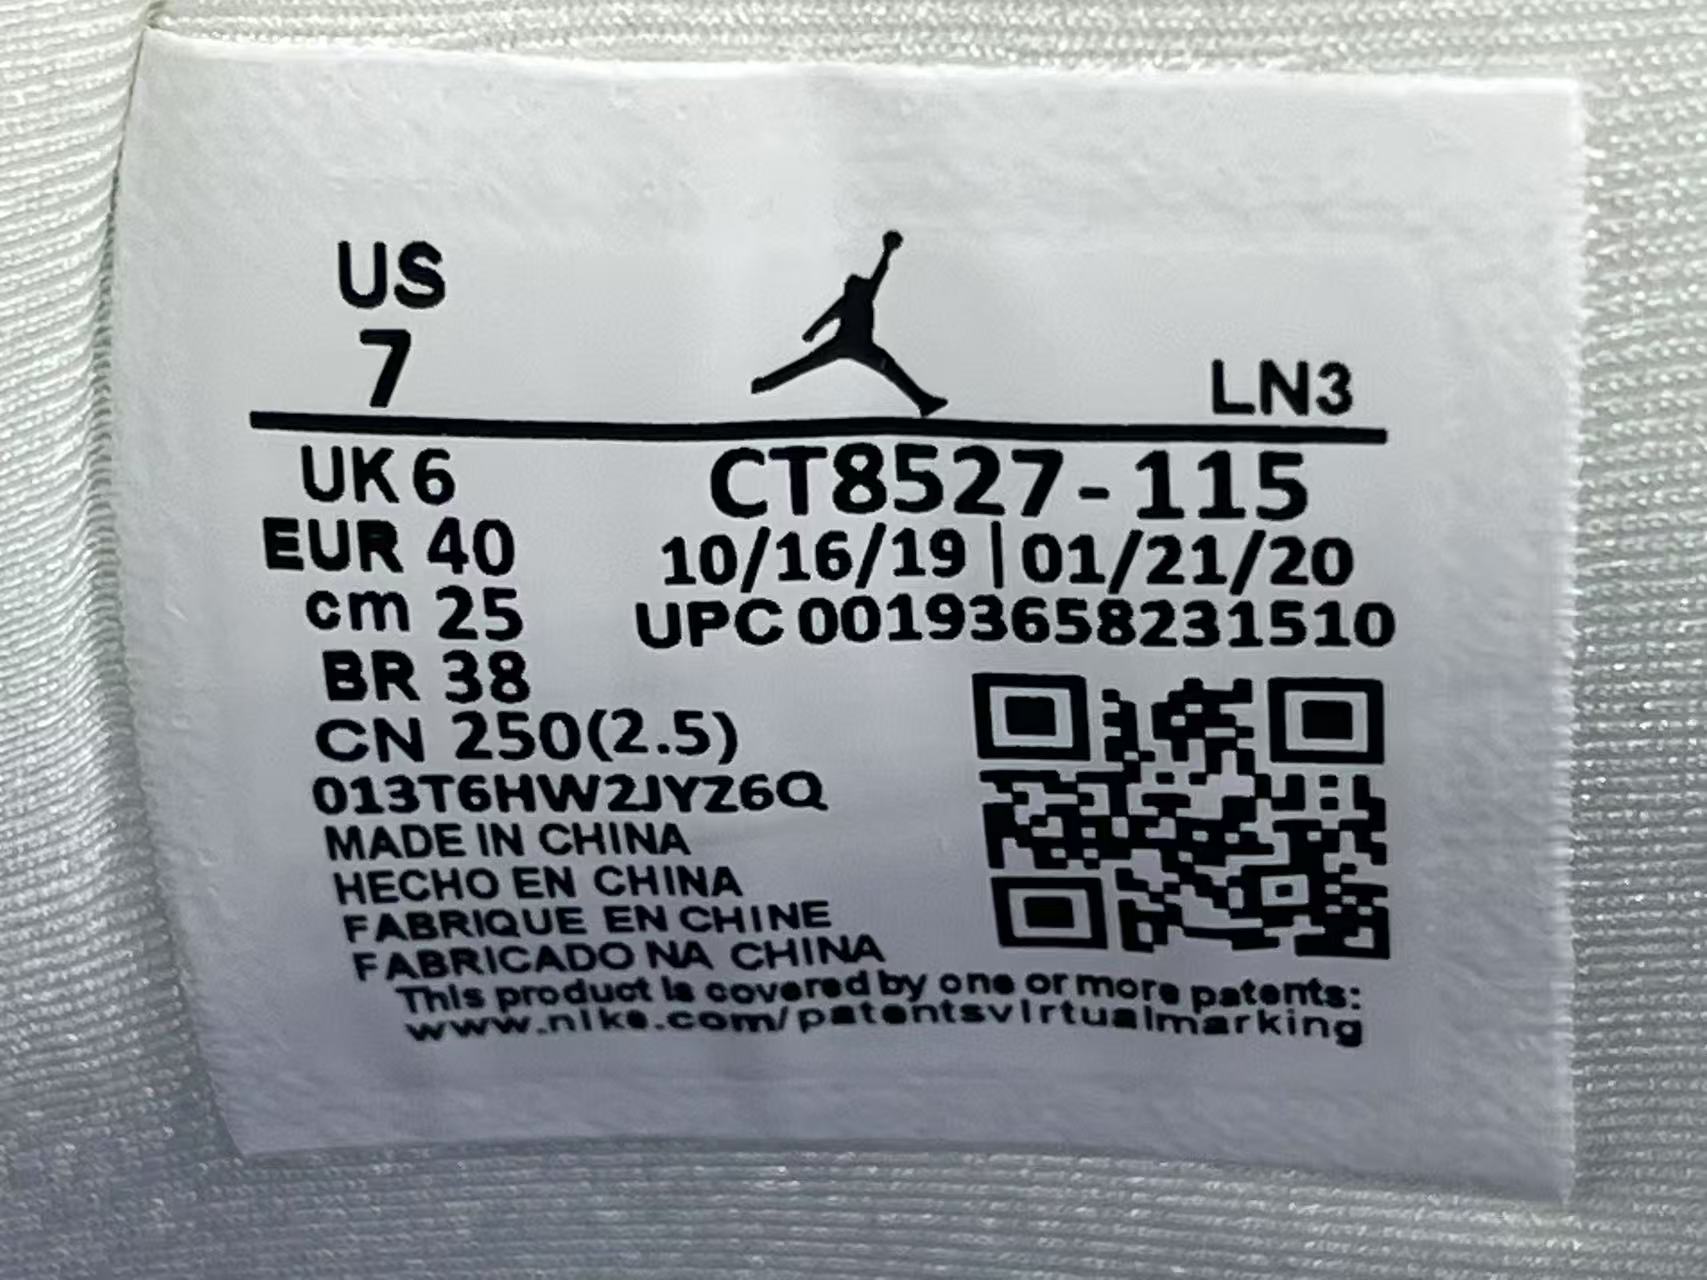 US
7
LN3
UK 6
CT8527-115
EUR 40
10/16/19 | 01/21/20
cm 25
UPC 00193658231510
BR 38
CN 250(2.5)
013T6HW2JYZ6Q
MADE IN CHINA
HECHO EN CHINA
FABRIQUE EN CHINE
FABRICADO NA CHINA
This product is covered by one or more patents:
www.nike.com/patentsvirtualmarking